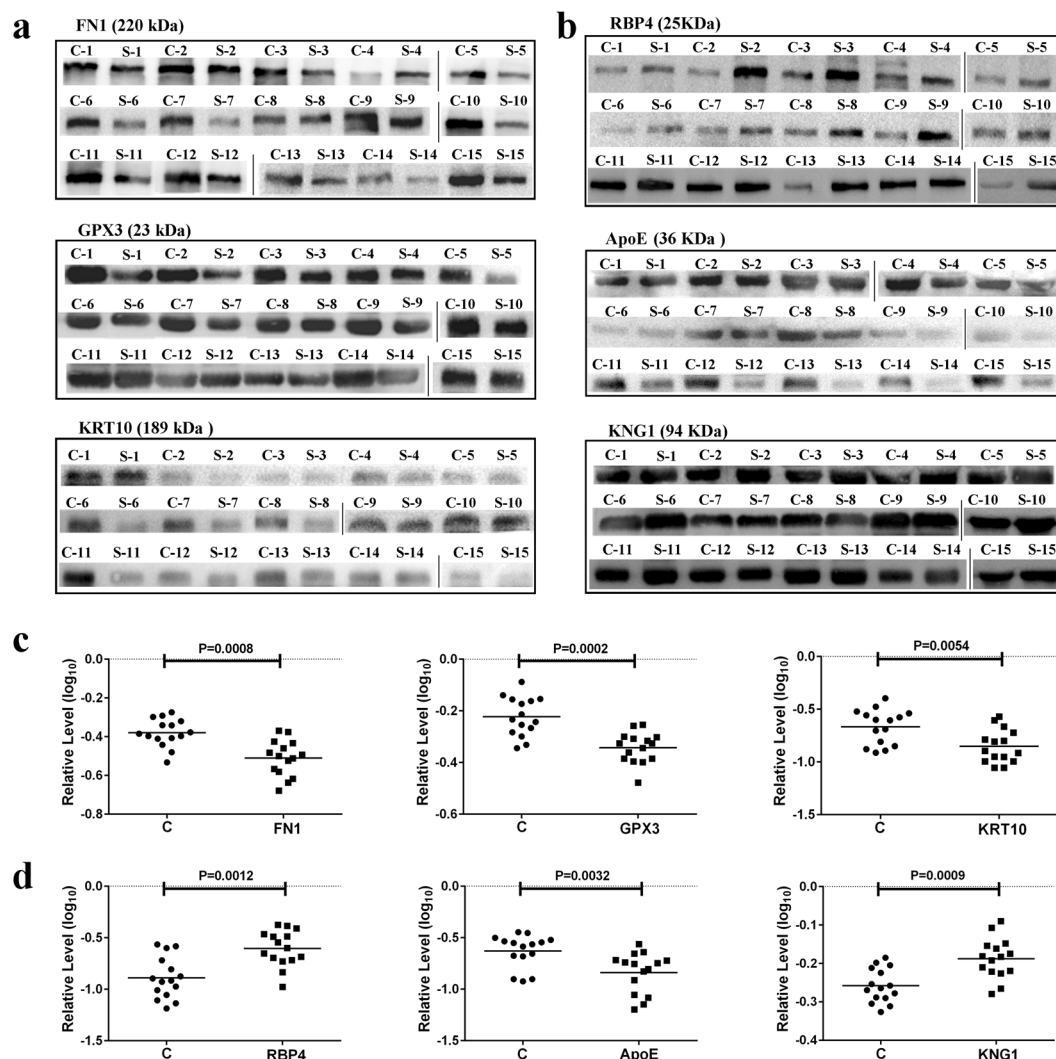 a
FN1 (220 kDa)
C-1 S-1 C-2 S-2 C-3 S-3 C-4 S-4 C-5 S-5
C-6 S-6 C-7 S-7 C-8 S-8 C-9 S-9 C-10 S-10
C-11 S-11 C-12 S-12 C-13 S-13 C-14 S-14 C-15 S-15
GPX3 (23 kDa)
C-1 S-1 C-2 S-2 C-3 S-3 C-4 S-4 C-5 S-5
C-6 S-6 C-7 S-7 C-8 S-8 C-9 S-9 C-10 S-10
C-11 S-11 C-12 S-12 C-13 S-13 C-14 S-14 C-15 S-15
KRT10 (189 kDa )
C-1 S-1 C-2 S-2 C-3 S-3 C-4 S-4 C-5 S-5
C-6 S-6 C-7 S-7 C-8 S-8 C-9 S-9 C-10 S-10
C-11 S-11 C-12 S-12 C-13 S-13 C-14 S-14 C-15 S-15
b
RBP4 (25KDa)
C-1 S-1 C-2 S-2 C-3 S-3 C-4 S-4 C-5 S-5
C-6 S-6 C-7 S-7 C-8 S-8 C-9 S-9 C-10 S-10
C-11 S-11 C-12 S-12 C-13 S-13 C-14 S-14 C-15 S-15
ApoE (36 KDa )
C-1 S-1 C-2 S-2 C-3 S-3 C-4 S-4 C-5 S-5
C-6 S-6 C-7 S-7 C-8 S-8 C-9 S-9 C-10 S-10
C-11 S-11 C-12 S-12 C-13 S-13 C-14 S-14 C-15 S-15
KNG1 (94 KDa)
C-1 S-1 C-2 S-2 C-3 S-3 C-4 S-4 C-5 S-5
C-6 S-6 C-7 S-7 C-8 S-8 C-9 S-9 C-10 S-10
C-11 S-11 C-12 S-12 C-13 S-13 C-14 S-14 C-15 S-15
c
Relative Level (log10)
0.0
-0.2
-0.4
-0.6
-0.8
P=0.0008
C FN1
Relative Level (log10)
0.0
-0.2
-0.4
-0.6
P=0.0002
C GPX3
Relative Level (log10)
0.0
-0.5
-1.0
-1.5
P=0.0054
C KRT10
d
Relative Level (log10)
0.0
-0.5
-1.0
-1.5
P=0.0012
C RBP4
Relative Level (log10)
0.0
-0.5
-1.0
-1.5
P=0.0032
C ApoE
Relative Level (log10)
0.0
-0.1
-0.2
-0.3
-0.4
P=0.0009
C KNG1